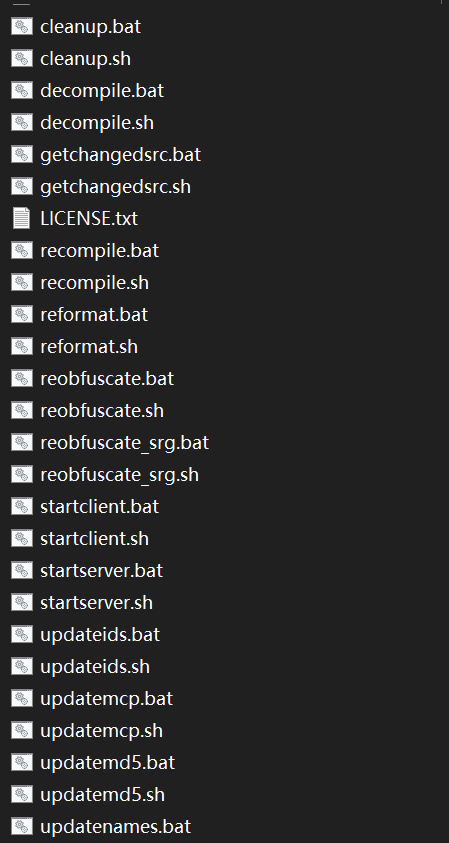 cleanup.bat
cleanup.sh
decompile.bat
decompile.sh
getchangedsrc.bat
getchangedsrc.sh
LICENSE.txt
recompile.bat
recompile.sh
reformat.bat
reformat.sh
reobfuscate.bat
reobfuscate.sh
reobfuscate_srg.bat
reobfuscate_srg.sh
startclient.bat
startclient.sh
startserver.bat
startserver.sh
updateids.bat
updateids.sh
updatemcp.bat
updatemcp.sh
updatemd5.bat
updatemd5.sh
updatenames.bat